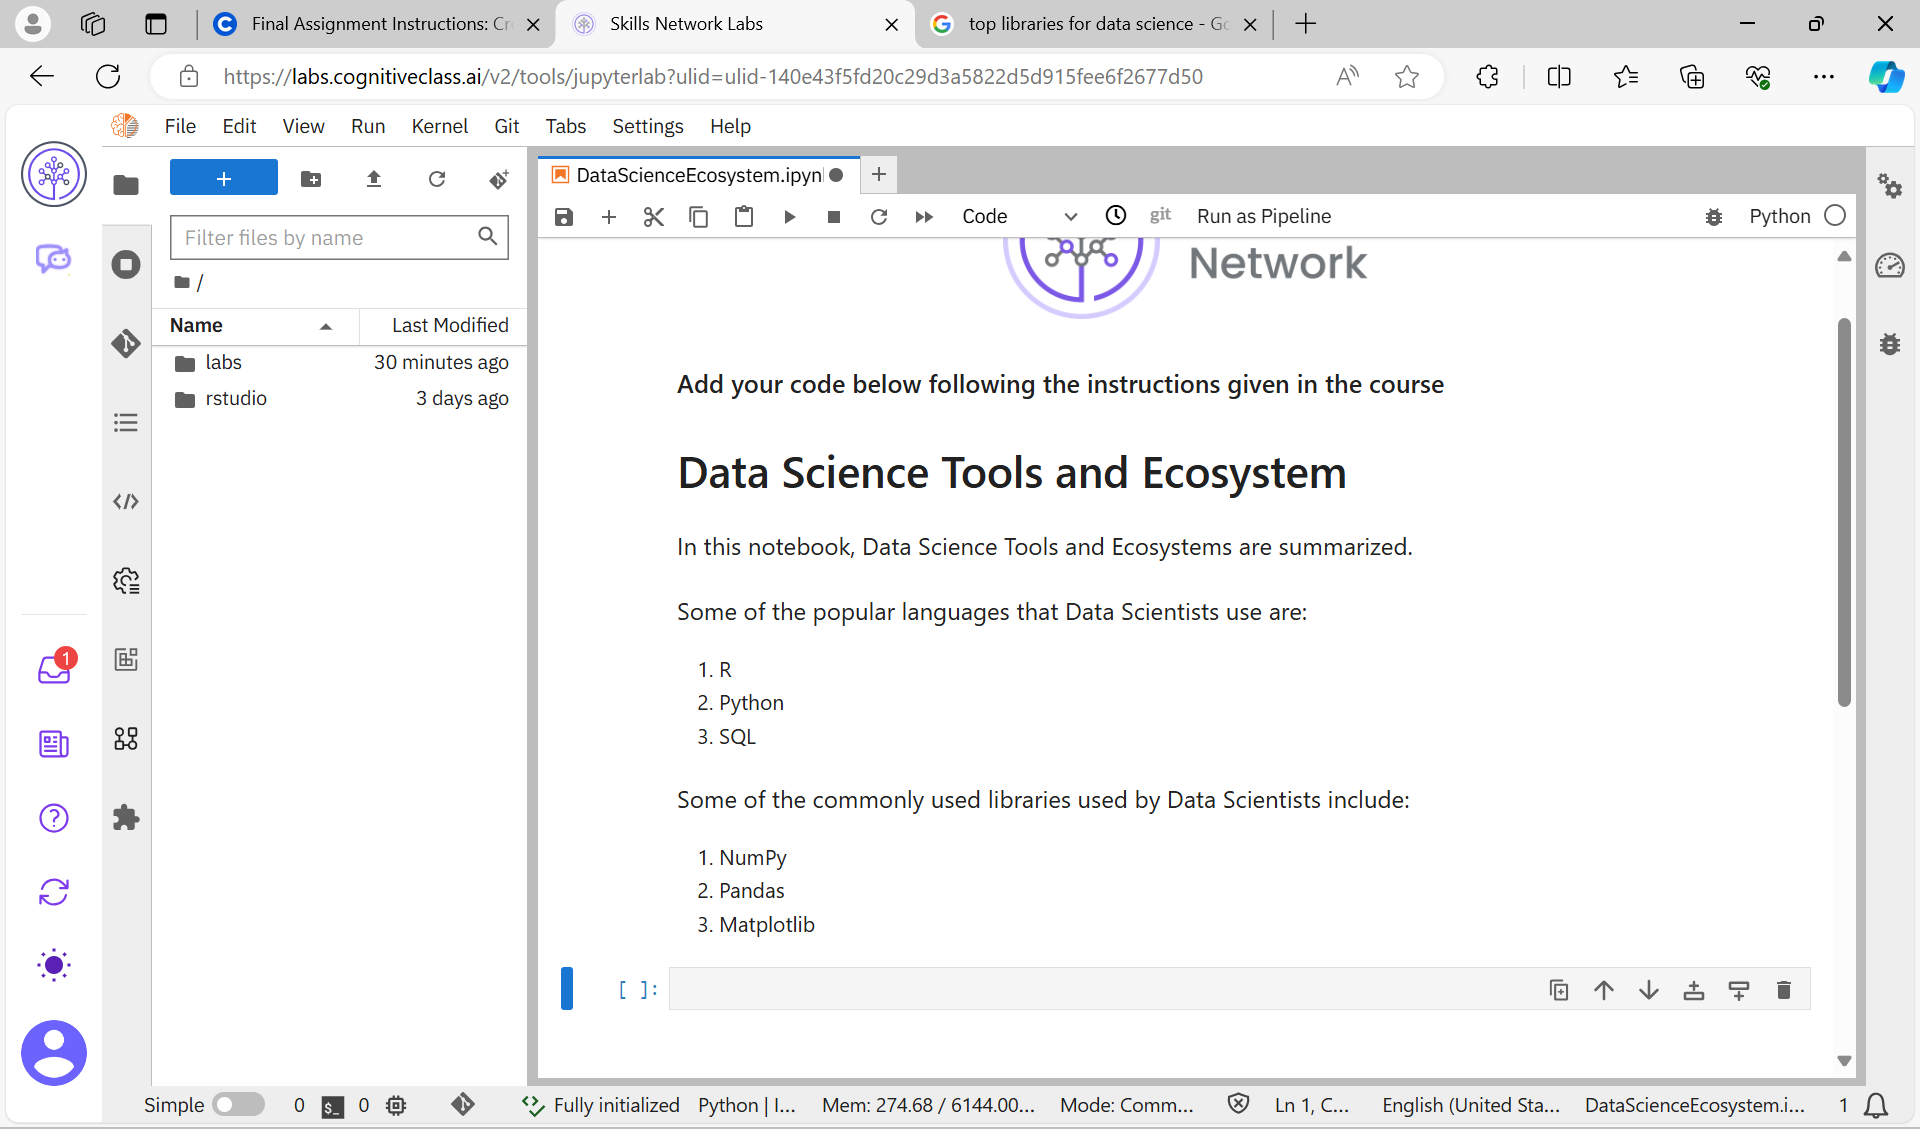 Final Assignment Instructions: Cr
Skills Network Labs
top libraries for data science - Go
https://labs.cognitiveclass.ai/v2/tools/jupyterlab?ulid=ulid-140e43f5fd20c29d3a5822d5d915fee6f2677d50
File Edit View Run Kernel Git Tabs Settings Help
DataScienceEcosystem.ipyn
Filter files by name
Code
git
Run as Pipeline
Python
/
Name Last Modified
labs 30 minutes ago
rstudio 3 days ago
Network
Add your code below following the instructions given in the course
Data Science Tools and Ecosystem
In this notebook, Data Science Tools and Ecosystems are summarized.
Some of the popular languages that Data Scientists use are:
1. R
2. Python
3. SQL
Some of the commonly used libraries used by Data Scientists include:
1. NumPy
2. Pandas
3. Matplotlib
[ ]:
1
Simple 0 $_ 0 Fully initialized Python | I... Mem: 274.68 / 6144.00... Mode: Comm... Ln 1, C... English (United Sta... DataScienceEcosystem.i... 1